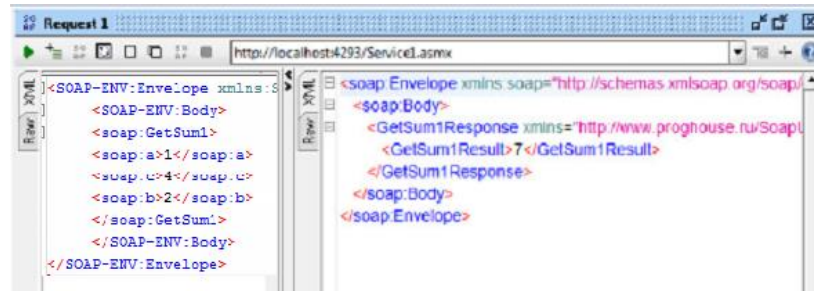 Request 1
http://localhost:4293/Service1.asmx
XML
Raw
<SOAP-ENV:Envelope xmlns:S
<SOAP-ENV:Body>
<soap:GetSum1>
<soap:a>1</soap:a>
<soap:c>4</soap:c>
<soap:b>2</soap:b>
</soap:GetSum1>
</SOAP-ENV:Body>
</SOAP-ENV:Envelope>
XML
Raw
<soap:Envelope xmlns:soap="http://schemas.xmlsoap.org/soap/
<soap:Body>
<GetSum1Response xmlns="http://www.proghouse.ru/SoapU
<GetSum1Result>7</GetSum1Result>
</GetSum1Response>
</soap:Body>
</soap:Envelope>